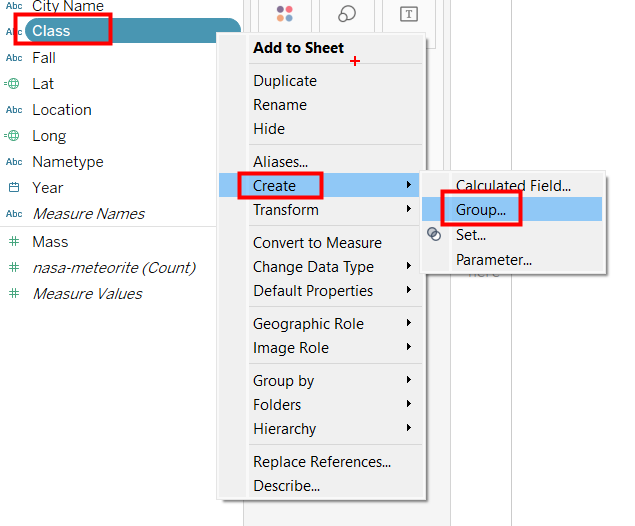 Abc City Name
Abc Class
Abc Fall
Lat
Abc Location
Long
Abc Nametype
Year
Abc Measure Names
# Mass
# nasa-meteorite (Count)
# Measure Values
T
Add to Sheet
Duplicate
Rename
Hide
Aliases...
Create
Transform
Convert to Measure
Change Data Type
Default Properties
Geographic Role
Image Role
Group by
Folders
Hierarchy
Replace References...
Describe...
Calculated Field...
Group...
Set...
Parameter...
here